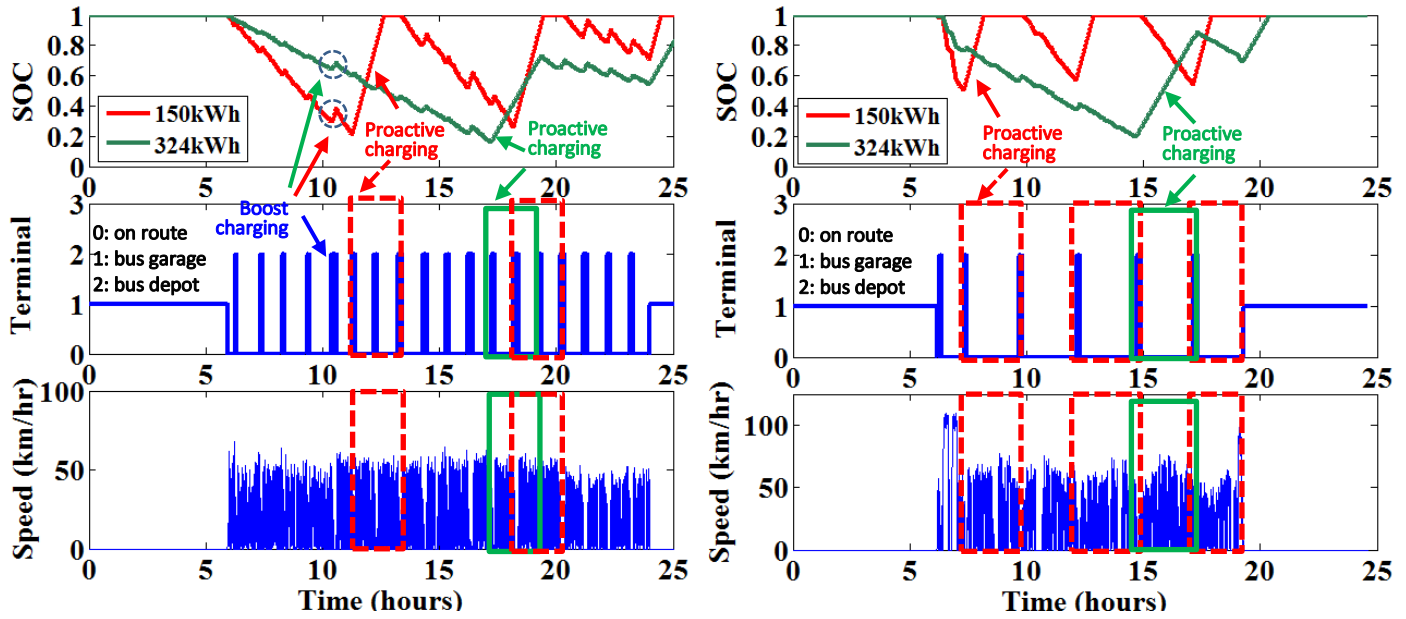 SOC
1
0.8
0.6
0.4
0.2
0
150kWh
324kWh
Proactive
charging
Proactive
charging
0 5 10 15 20 25
Boost
charging
Terminal
3
2
1
0
0: on route
1: bus garage
2: bus depot
0 5 10 15 20 25
Speed (km/hr)
100
50
0
0 5 10 15 20 25
Time (hours)
SOC
1
0.8
0.6
0.4
0.2
0
150kWh
324kWh
Proactive
charging
Proactive
charging
0 5 10 15 20 25
Terminal
3
2
1
0
0: on route
1: bus garage
2: bus depot
0 5 10 15 20 25
Speed (km/hr)
100
50
0
0 5 10 15 20 25
Time (hours)